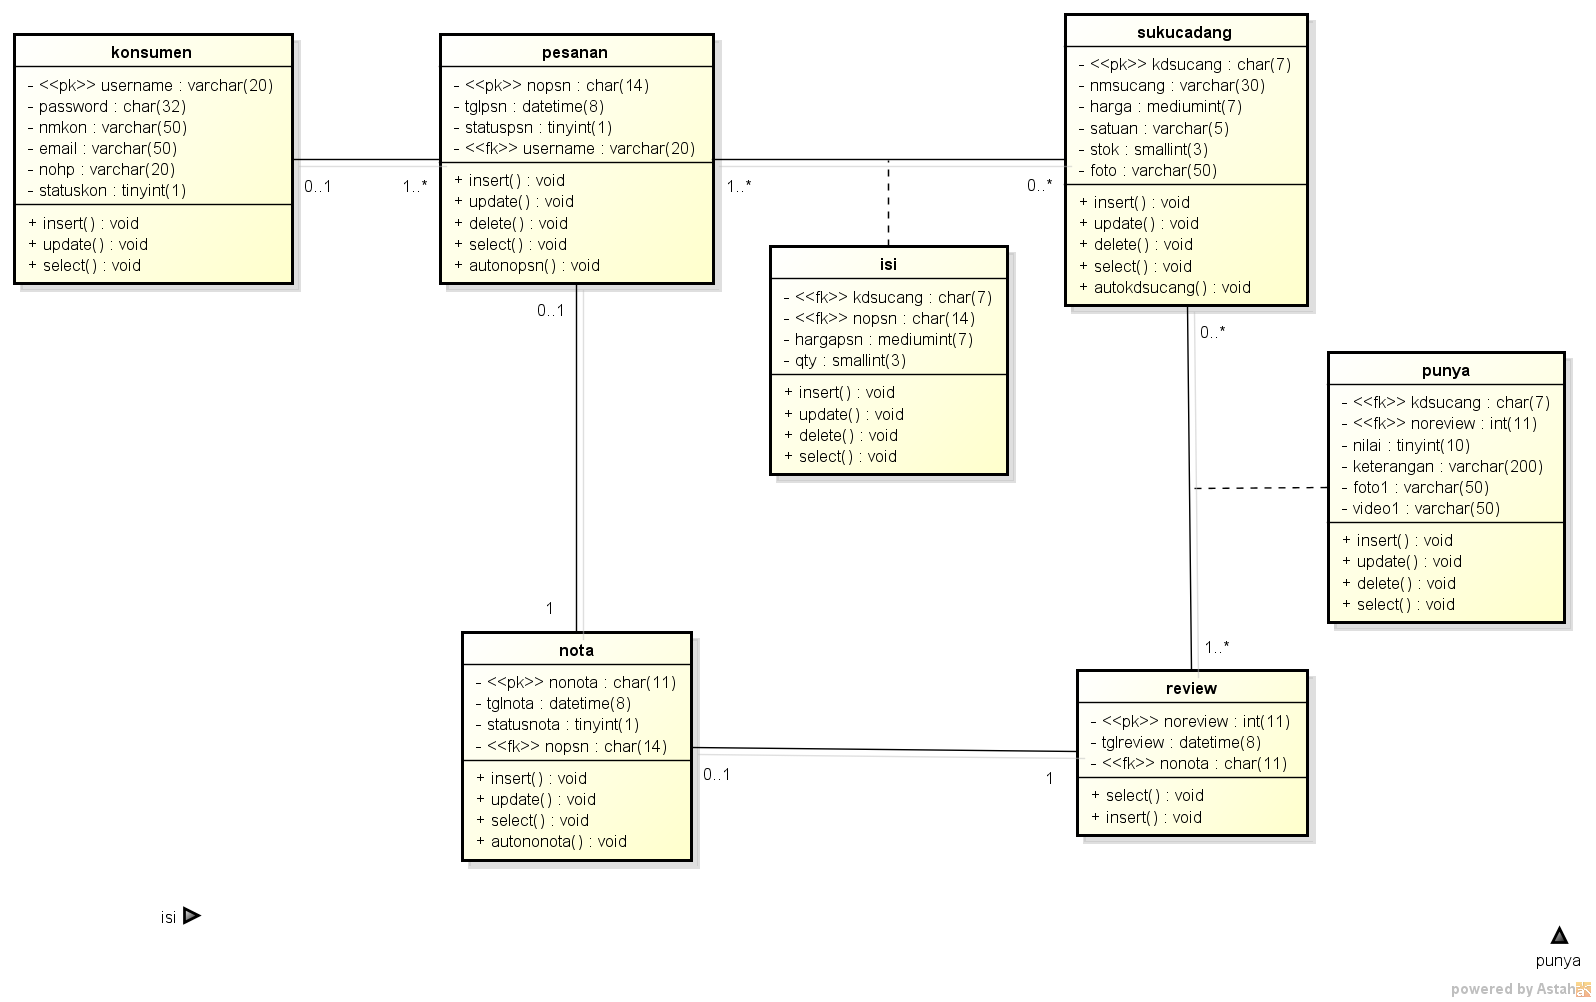 konsumen
- <<pk>> username : varchar(20)
- password : char(32)
- nmkon : varchar(50)
- email : varchar(50)
- nohp : varchar(20)
- statuskon : tinyint(1)
+ insert() : void
+ update() : void
+ select() : void
0..1
1..*
pesanan
- <<pk>> nopsn : char(14)
- tglpsn : datetime(8)
- statuspsn : tinyint(1)
- <<fk>> username : varchar(20)
+ insert() : void
+ update() : void
+ delete() : void
+ select() : void
+ autonopsn() : void
1..*
0..*
0..1
1
sukucadang
- <<pk>> kdsucang : char(7)
- nmsucang : varchar(30)
- harga : mediumint(7)
- satuan : varchar(5)
- stok : smallint(3)
- foto : varchar(50)
+ insert() : void
+ update() : void
+ delete() : void
+ select() : void
+ autokdsucang() : void
0..*
1..*
isi
- <<fk>> kdsucang : char(7)
- <<fk>> nopsn : char(14)
- hargapsn : mediumint(7)
- qty : smallint(3)
+ insert() : void
+ update() : void
+ delete() : void
+ select() : void
punya
- <<fk>> kdsucang : char(7)
- <<fk>> noreview : int(11)
- nilai : tinyint(10)
- keterangan : varchar(200)
- foto1 : varchar(50)
- video1 : varchar(50)
+ insert() : void
+ update() : void
+ delete() : void
+ select() : void
nota
- <<pk>> nonota : char(11)
- tglnota : datetime(8)
- statusnota : tinyint(1)
- <<fk>> nopsn : char(14)
+ insert() : void
+ update() : void
+ select() : void
+ autononota() : void
0..1
1
review
- <<pk>> noreview : int(11)
- tglreview : datetime(8)
- <<fk>> nonota : char(11)
+ select() : void
+ insert() : void
isi
punya
powered by Astah